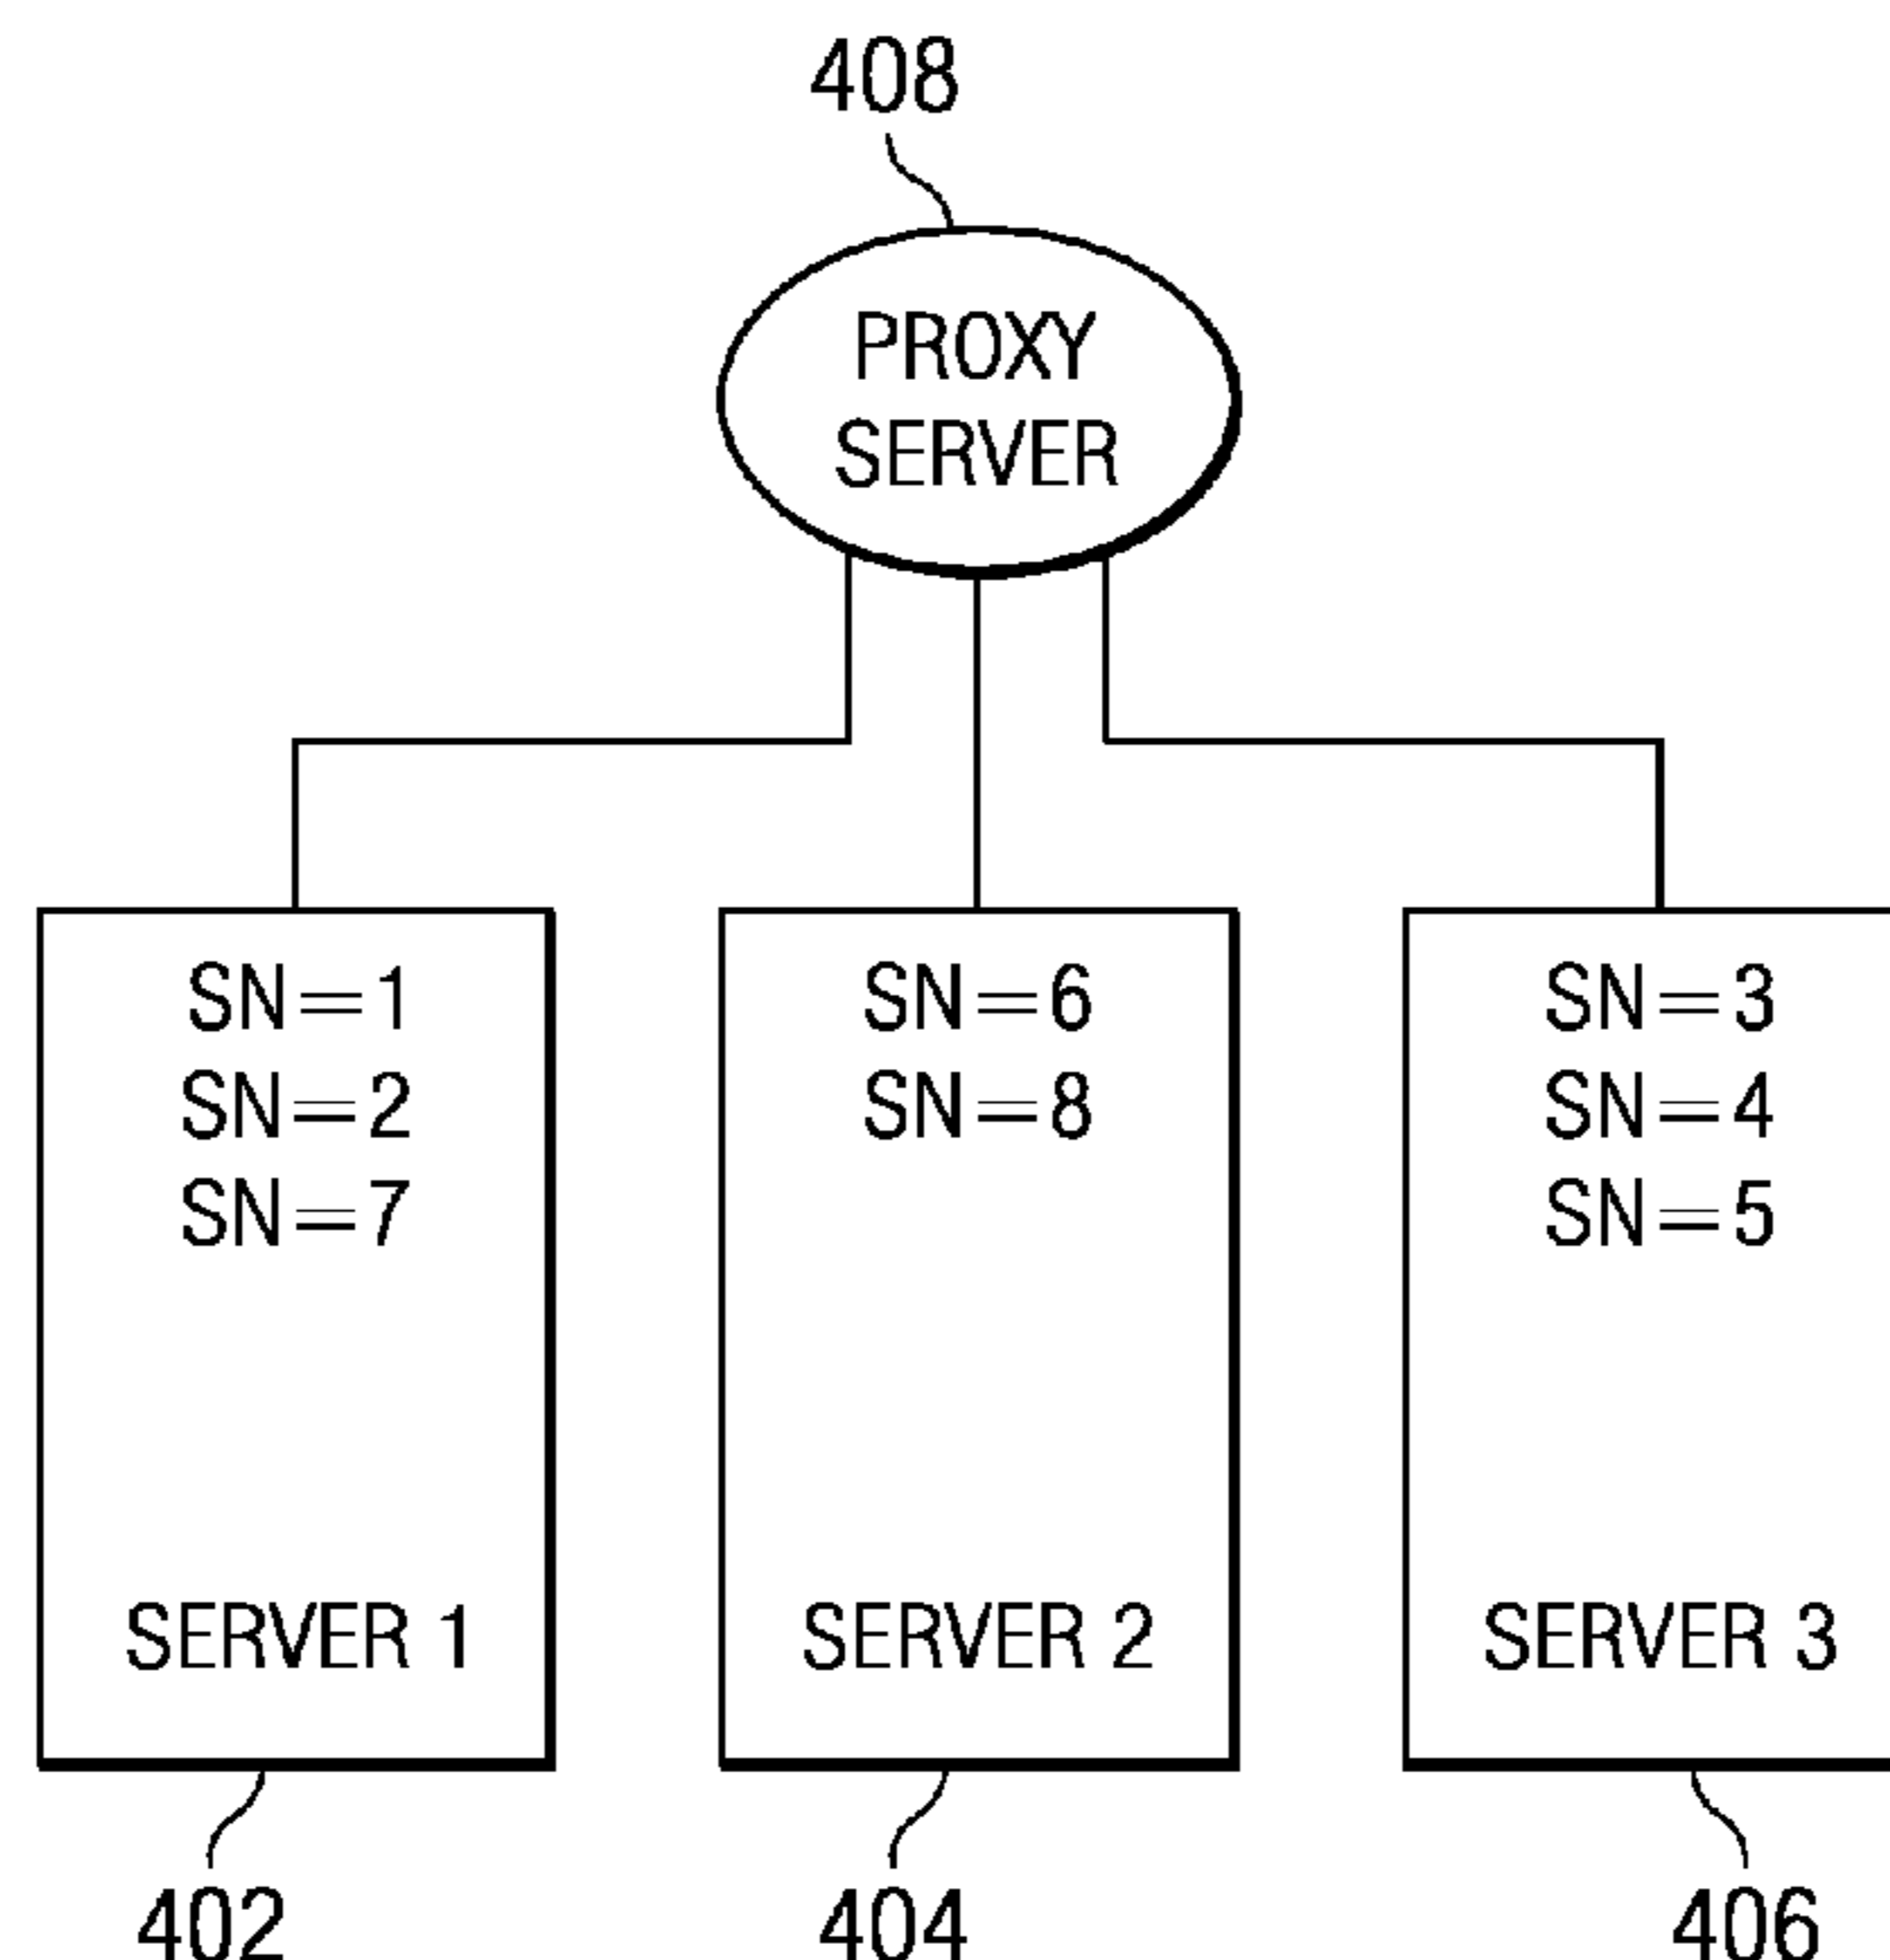 408
PROXY
SERVER
SN=1
SN=2
SN=7
SERVER 1
SN=6
SN=8
SERVER 2
SN=3
SN=4
SN=5
SERVER 3
402
404
406